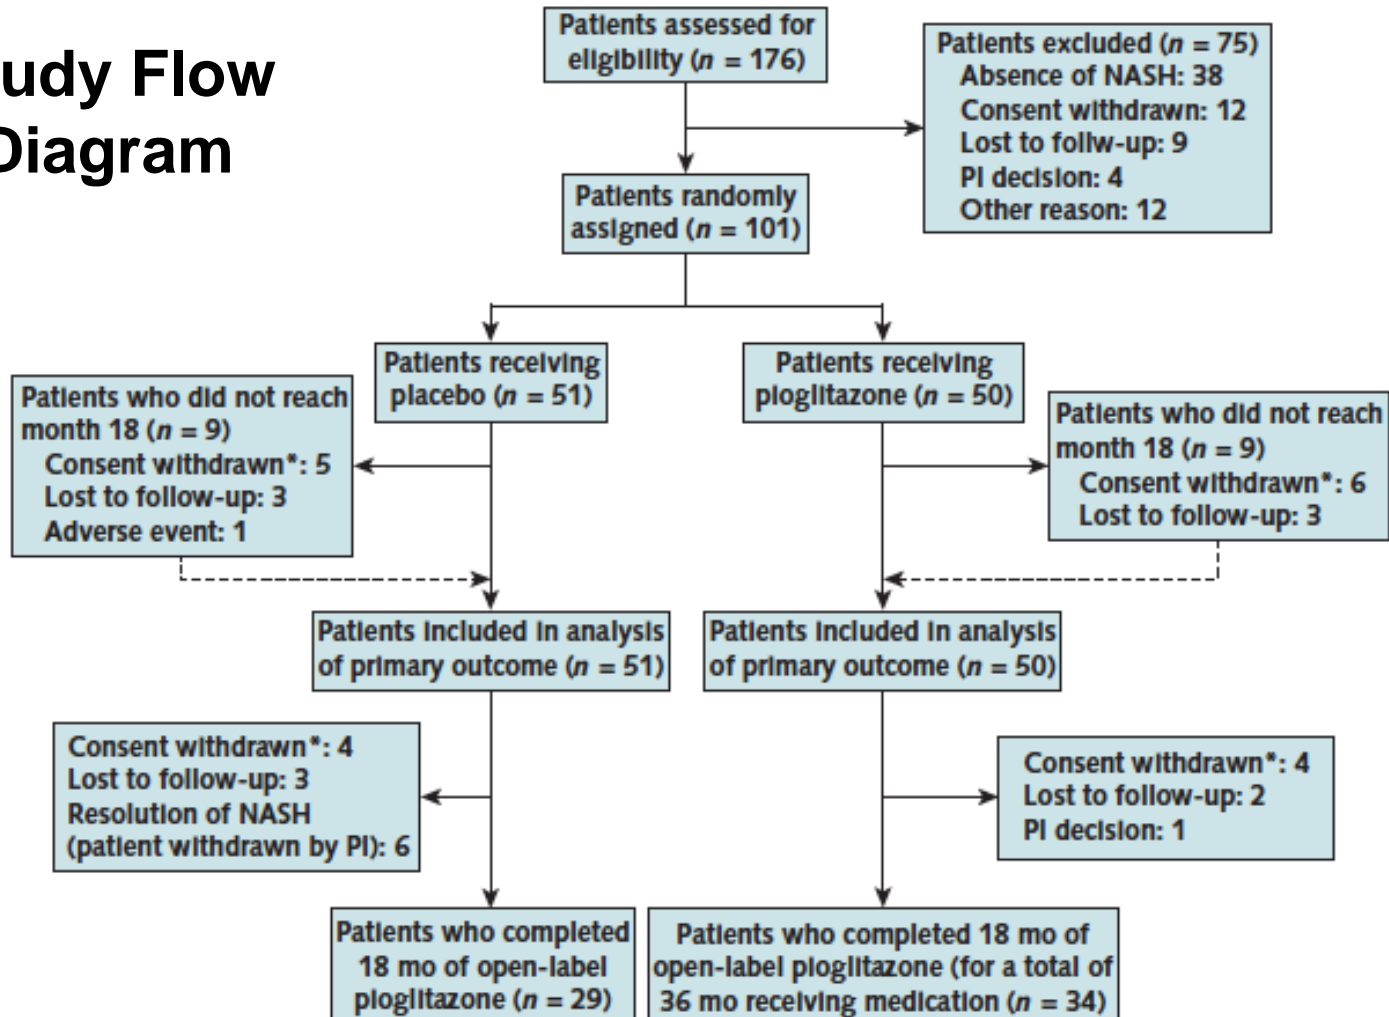 udy Flow
Diagram
Patients assessed for
eligibility (n = 176)
Patients excluded (n = 75)
Absence of NASH: 38
Consent withdrawn: 12
Lost to follw-up: 9
PI decision: 4
Other reason: 12
Patients randomly
assigned (n = 101)
Patients receiving
placebo (n = 51)
Patients receiving
pioglitazone (n = 50)
Patients who did not reach
month 18 (n = 9)
Consent withdrawn*: 5
Lost to follow-up: 3
Adverse event: 1
Patients who did not reach
month 18 (n = 9)
Consent withdrawn*: 6
Lost to follow-up: 3
Patients included in analysis
of primary outcome (n = 51)
Patients included in analysis
of primary outcome (n = 50)
Consent withdrawn*: 4
Lost to follow-up: 3
Resolution of NASH
(patient withdrawn by PI): 6
Consent withdrawn*: 4
Lost to follow-up: 2
PI decision: 1
Patients who completed
18 mo of open-label
pioglitazone (n = 29)
Patients who completed 18 mo of
open-label pioglitazone (for a total of
36 mo receiving medication (n = 34)